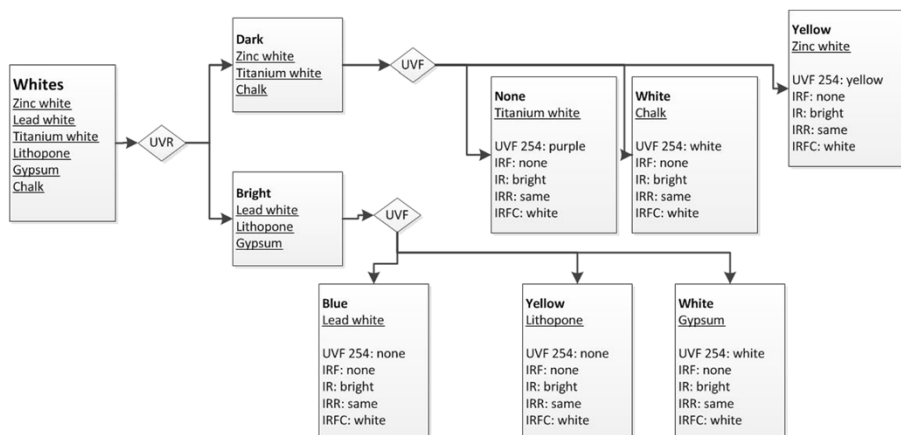 Whites
Zinc white
Lead white
Titanium white
Lithopone
Gypsum
Chalk
UVR
Dark
Zinc white
Titanium white
Chalk
UVF
None
Titanium white
UVF 254: purple
IRF: none
IR: bright
IRR: same
IRFC: white
White
Chalk
UVF 254: white
IRF: none
IR: bright
IRR: same
IRFC: white
Yellow
Zinc white
UVF 254: yellow
IRF: none
IR: bright
IRR: same
IRFC: white
Bright
Lead white
Lithopone
Gypsum
UVF
Blue
Lead white
UVF 254: none
IRF: none
IR: bright
IRR: same
IRFC: white
Yellow
Lithopone
UVF 254: none
IRF: none
IR: bright
IRR: same
IRFC: white
White
Gypsum
UVF 254: white
IRF: none
IR: bright
IRR: same
IRFC: white